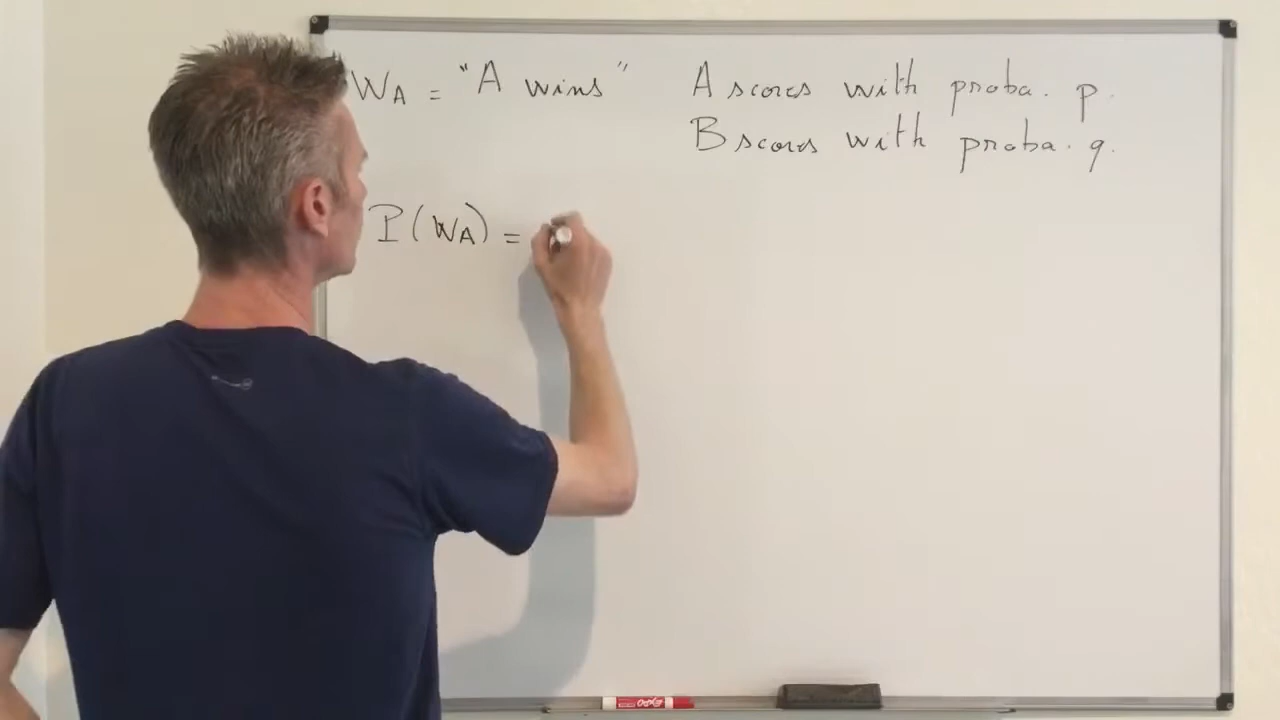 WA = "A wins" A scores with proba. p.
B scores with proba. q.
P(WA) =